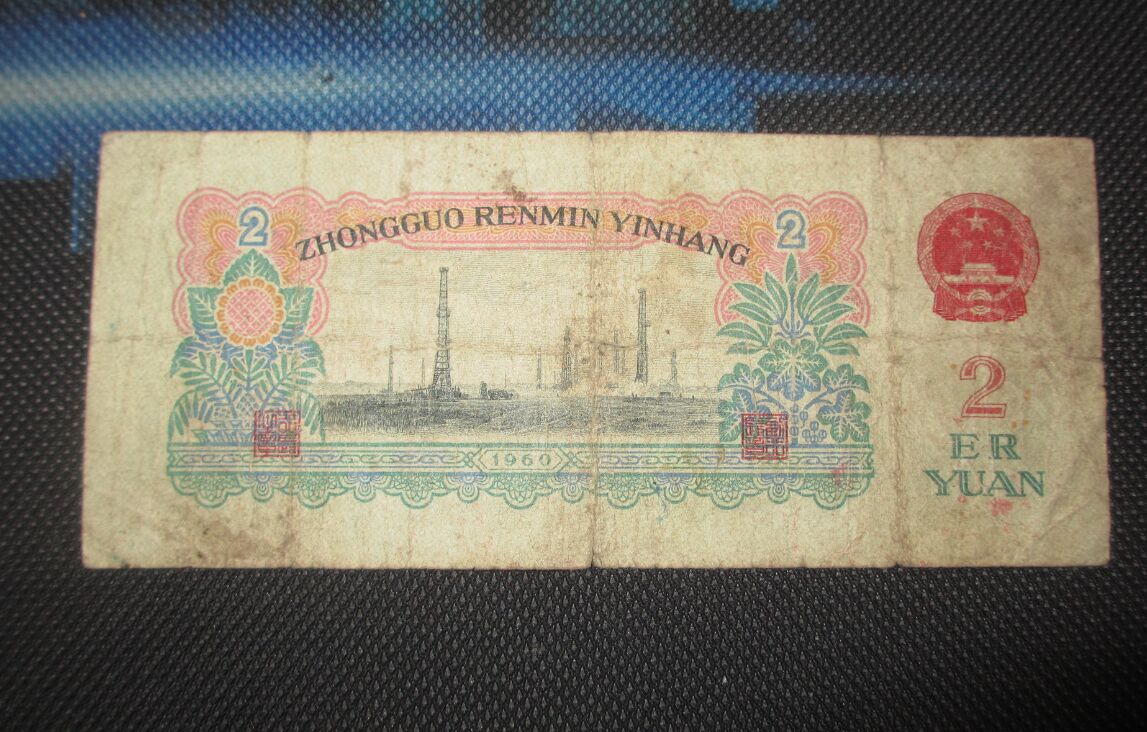 ZHONGGUO RENMIN YINHANG
2
2
1960
2
ER
YUAN